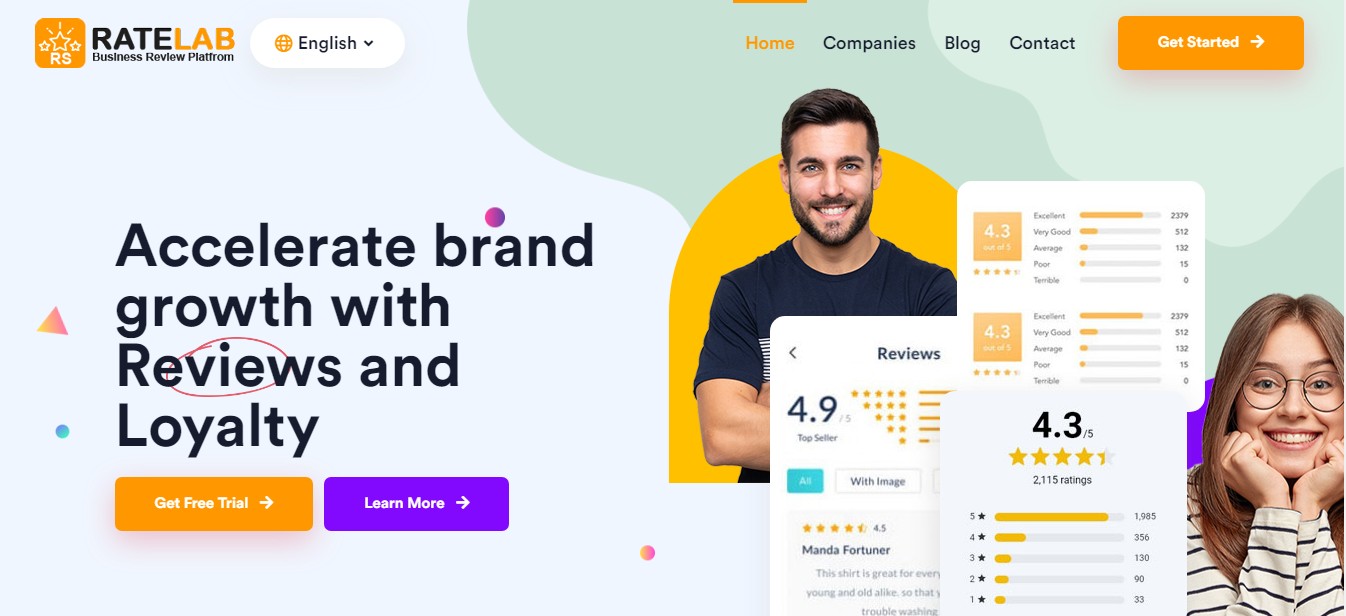 RATELAB
Business Review Platfrom
RS
English
Home
Companies
Blog
Contact
Get Started
Accelerate brand
growth with
Reviews and
Loyalty
Get Free Trial
Learn More
4.3
out of 5
Excellent 2379
Very Good 512
Average 132
Poor 15
Terrible 0
4.3
out of 5
Excellent 2379
Very Good 512
Average 132
Poor 15
Terrible 0
Reviews
4.9 / 5
Top Seller
All
With Image
4.5
Manda Fortuner
This shirt is great for every
young and old alike. so that y
trouble washing
4.3/5
2,115 ratings
5 1,985
4 356
3 130
2 90
1 33